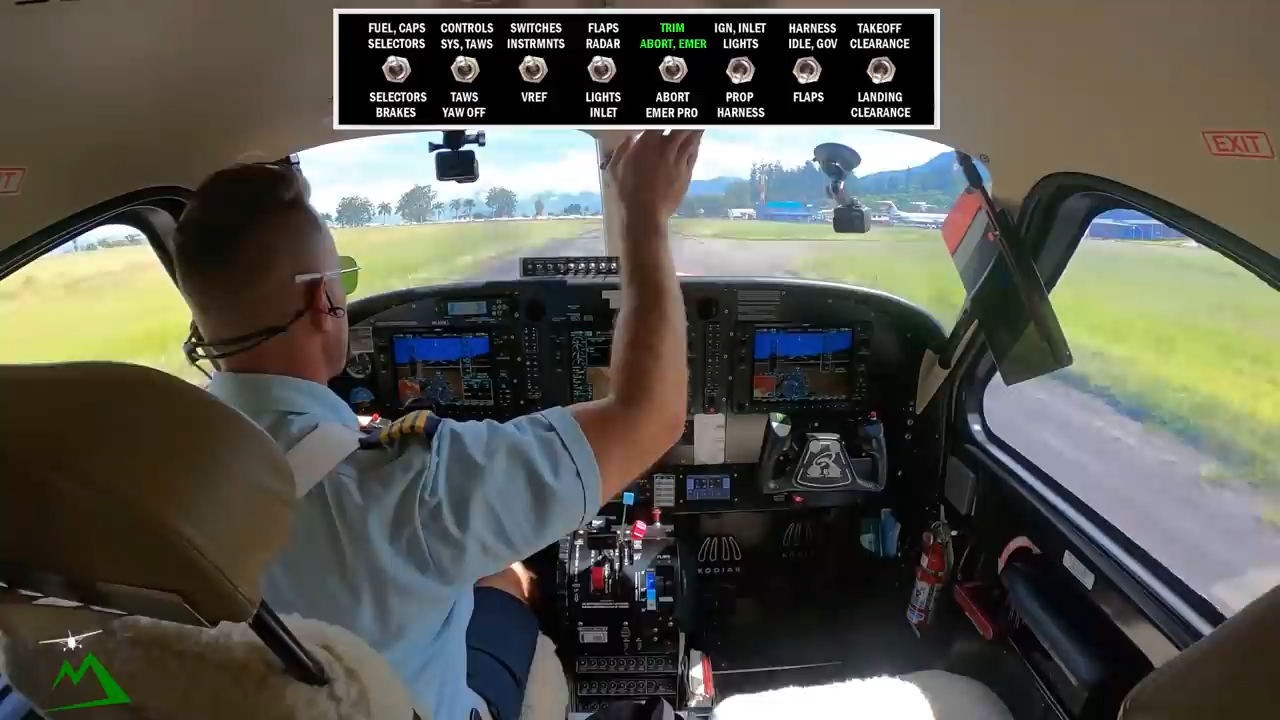 FUEL, CAPS
SELECTORS
CONTROLS
SYS, TAWS
SWITCHES
INSTRMNTS
FLAPS
RADAR
TRIM
ABORT, EMER
IGN, INLET
LIGHTS
HARNESS
IDLE, GOV
TAKEOFF
CLEARANCE
SELECTORS
BRAKES
TAWS
YAW OFF
VREF
LIGHTS
INLET
ABORT
EMER PRO
PROP
HARNESS
FLAPS
LANDING
CLEARANCE
EXIT
KODIAK